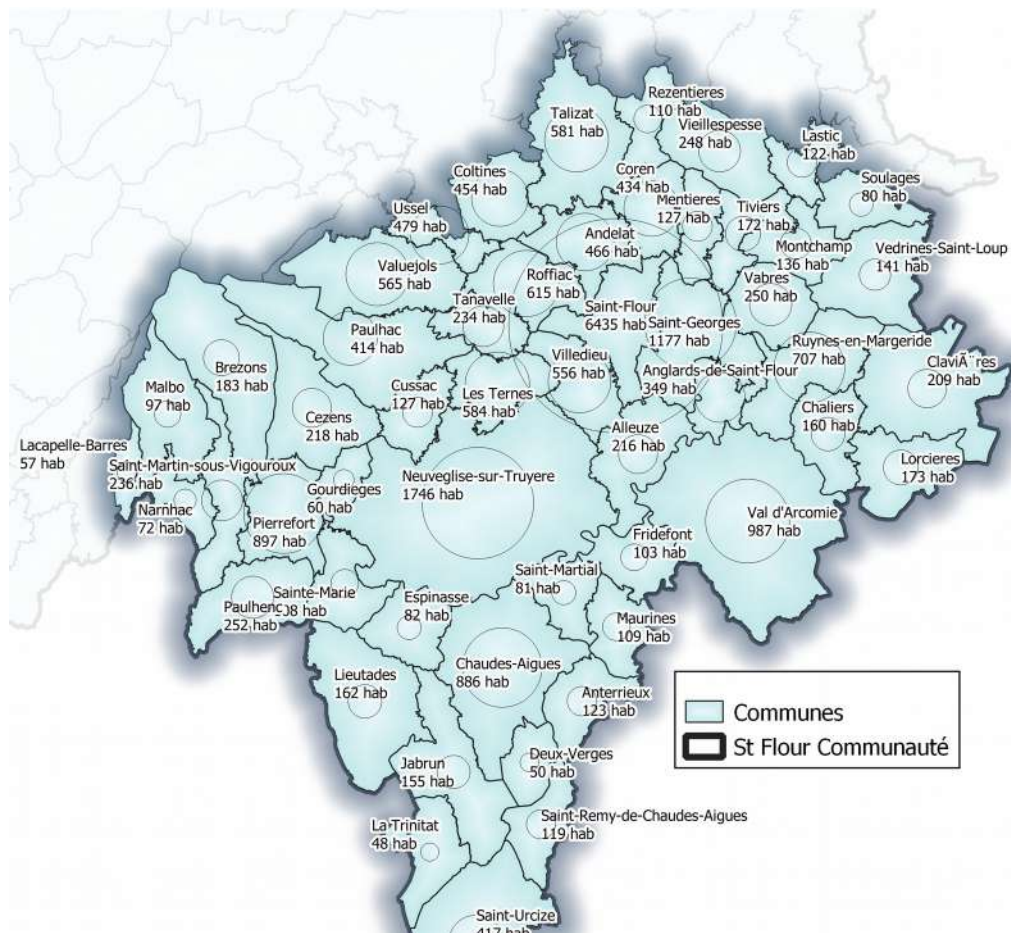 Rezentieres
110 hab
Talizat
581 hab
Vieillespesse
248 hab
Lastic
122 hab
Coltines
454 hab
Coren
434 hab
Soulages
80 hab
Mentieres
127 hab
Tiviers
172 hab
Ussel
479 hab
Andelat
466 hab
Montchamp
136 hab
Vedrines-Saint-Loup
141 hab
Valuejols
565 hab
Roffiac
615 hab
Vabres
250 hab
Tanavelle
234 hab
Saint-Flour
6435 hab
Saint-Georges
1177 hab
Paulhac
414 hab
Ruynes-en-Margeride
707 hab
Villedieu
556 hab
Brezons
183 hab
ClaviÃ¨res
209 hab
Anglards-de-Saint-Flour
349 hab
Malbo
97 hab
Cussac
127 hab
Les Ternes
584 hab
Cezens
218 hab
Chaliers
160 hab
Alleuze
216 hab
Lacapelle-Barres
57 hab
Lorcieres
173 hab
Saint-Martin-sous-Vigouroux
236 hab
Neuveglise-sur-Truyere
1746 hab
Gourdieges
60 hab
Narnhac
72 hab
Val d'Arcomie
987 hab
Pierrefort
897 hab
Fridefont
103 hab
Saint-Martial
81 hab
Sainte-Marie
Espinasse
82 hab
Paulhenc
252 hab
Maurines
109 hab
Chaudes-Aigues
886 hab
Lieutades
162 hab
Anterrieux
123 hab
Communes
St Flour Communauté
Deux-Verges
50 hab
Jabrun
155 hab
Saint-Remy-de-Chaudes-Aigues
119 hab
La Trinitat
48 hab
Saint-Urcize
417 hab